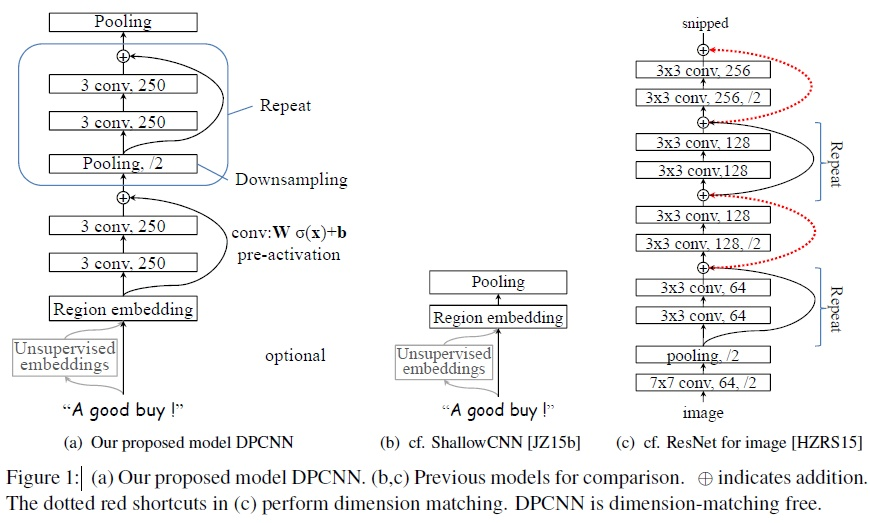 Pooling
3 conv, 250
3 conv, 250
Pooling, /2
Repeat
Downsampling
3 conv, 250
3 conv, 250
conv:W σ(x)+b
pre-activation
Region embedding
Unsupervised
embeddings
optional
“A good buy !”
(a) Our proposed model DPCNN
Pooling
Region embedding
Unsupervised
embeddings
“A good buy !”
(b) cf. ShallowCNN [JZ15b]
snipped
3x3 conv, 256
3x3 conv, 256, /2
3x3 conv, 128
3x3 conv,128
Repeat
3x3 conv, 128
3x3 conv, 128, /2
3x3 conv, 64
3x3 conv, 64
Repeat
pooling, /2
7x7 conv, 64, /2
image
(c) cf. ResNet for image [HZRS15]
Figure 1: (a) Our proposed model DPCNN. (b,c) Previous models for comparison. ⊕ indicates addition.
The dotted red shortcuts in (c) perform dimension matching. DPCNN is dimension-matching free.